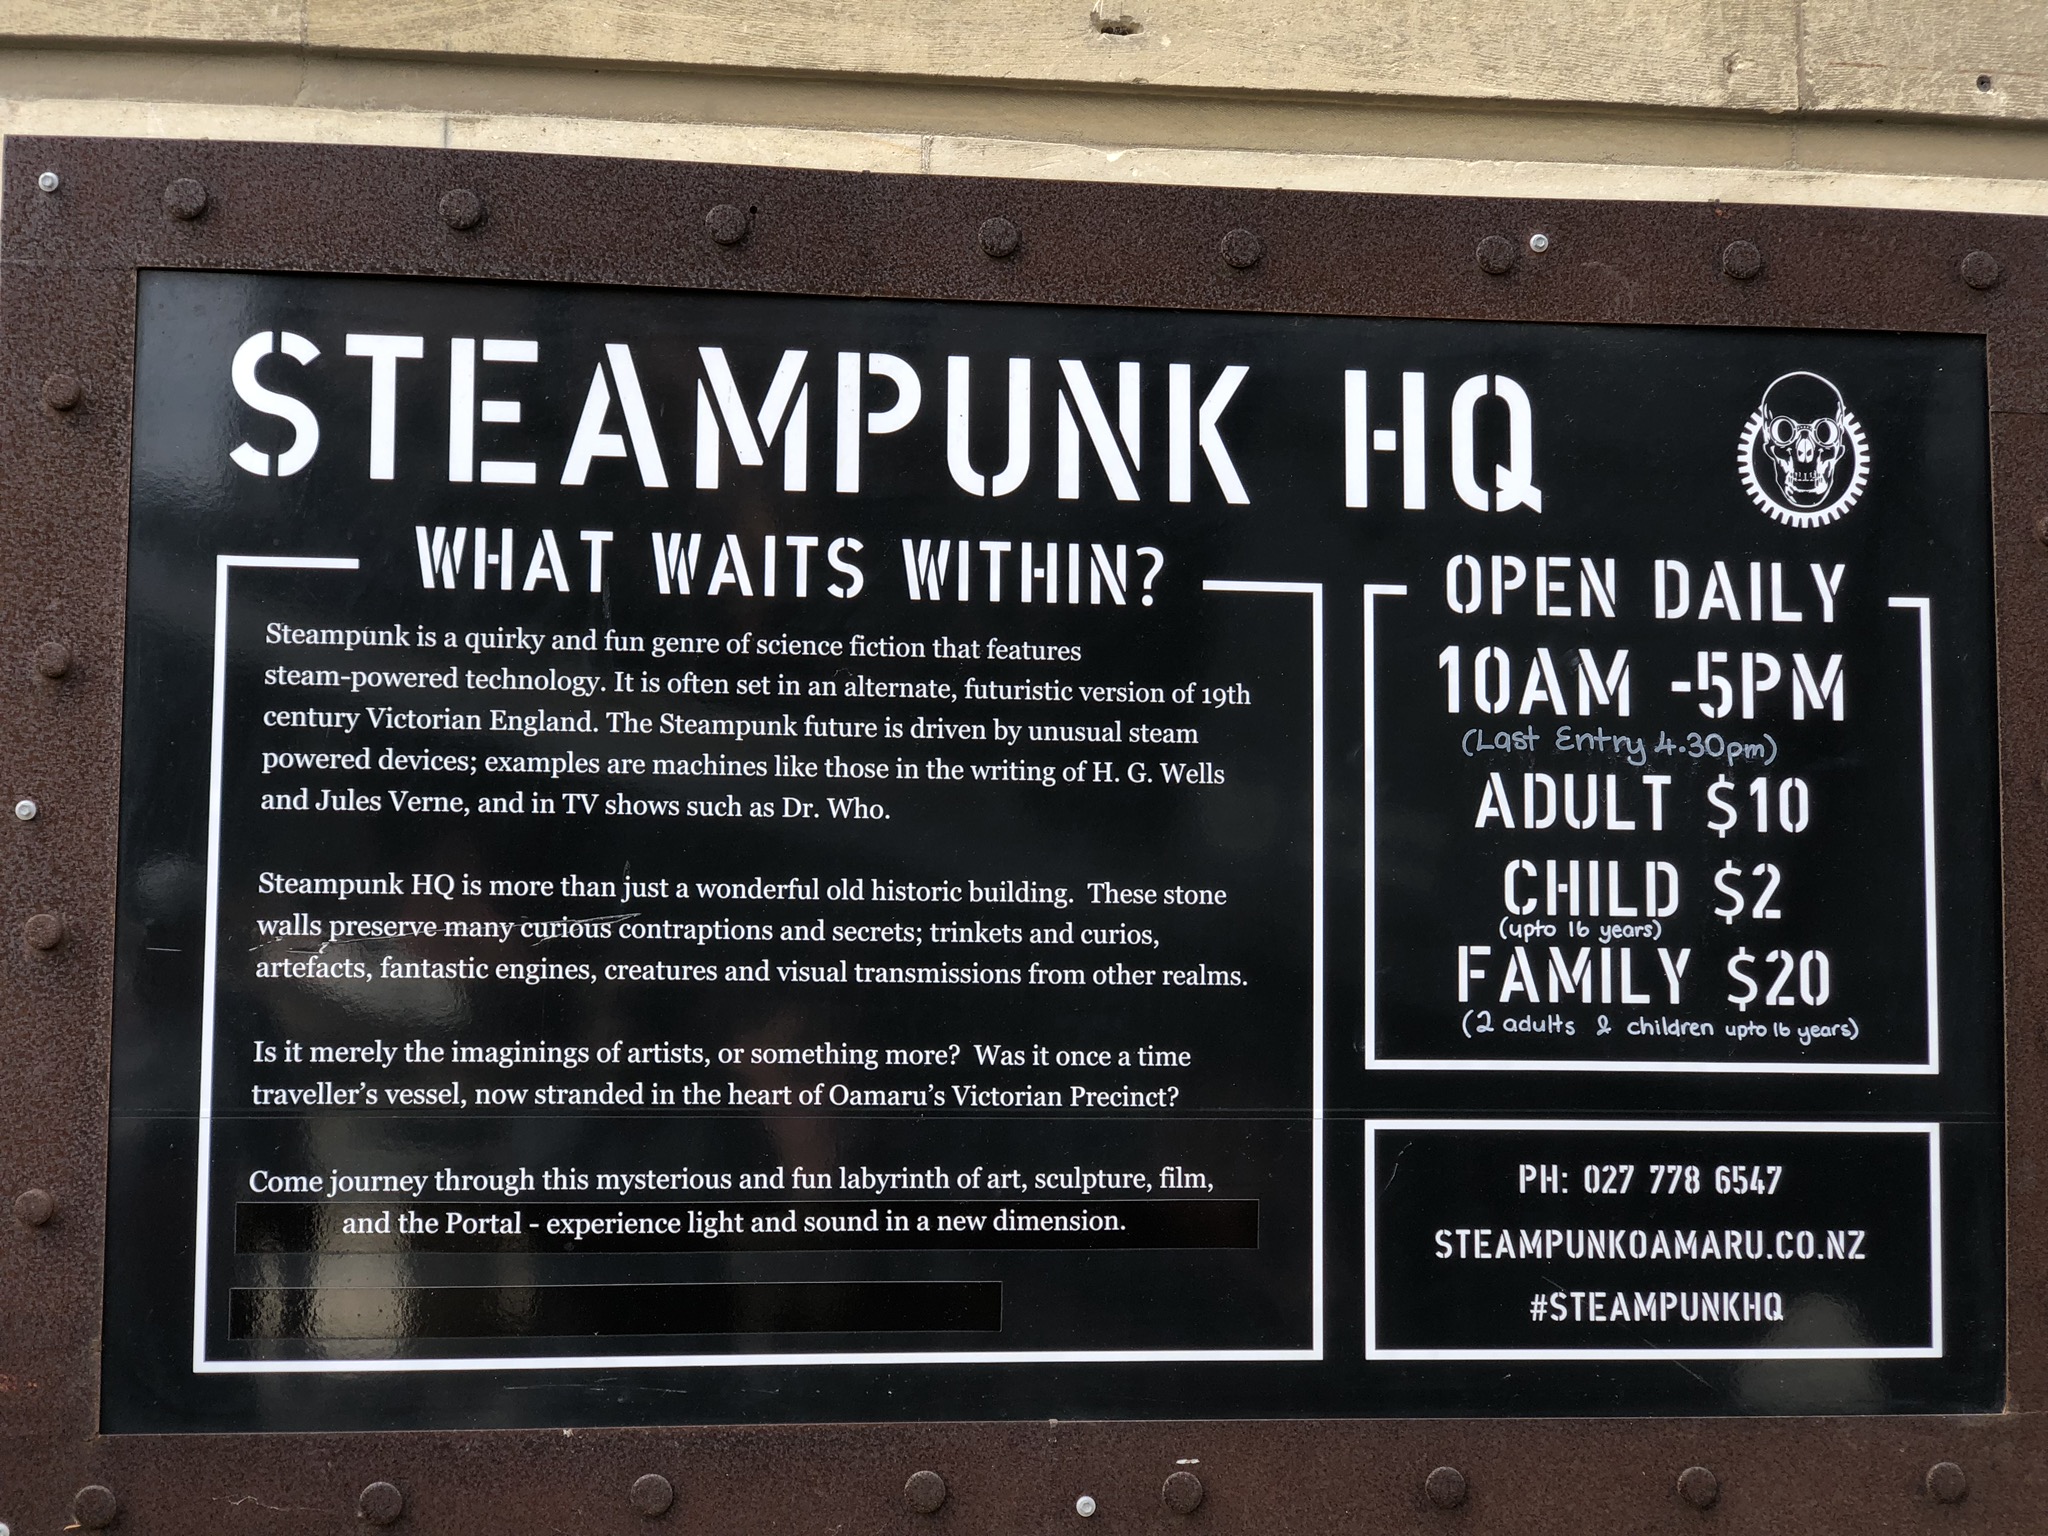 STEAMPUNK HQ
WHAT WAITS WITHIN?
Steampunk is a quirky and fun genre of science fiction that features
steam-powered technology. It is often set in an alternate, futuristic version of 19th
century Victorian England. The Steampunk future is driven by unusual steam
powered devices; examples are machines like those in the writing of H. G. Wells
and Jules Verne, and in TV shows such as Dr. Who.
Steampunk HQ is more than just a wonderful old historic building. These stone
walls preserve many curious contraptions and secrets; trinkets and curios,
artefacts, fantastic engines, creatures and visual transmissions from other realms.
Is it merely the imaginings of artists, or something more? Was it once a time
traveller's vessel, now stranded in the heart of Oamaru's Victorian Precinct?
Come journey through this mysterious and fun labyrinth of art, sculpture, film,
and the Portal - experience light and sound in a new dimension.
OPEN DAILY
10AM -5PM
(Last Entry 4.30pm)
ADULT $10
CHILD $2
(upto 16 years)
FAMILY $20
(2 adults & children upto 16 years)
PH: 027 778 6547
STEAMPUNKOAMARU.CO.NZ
#STEAMPUNKHQ